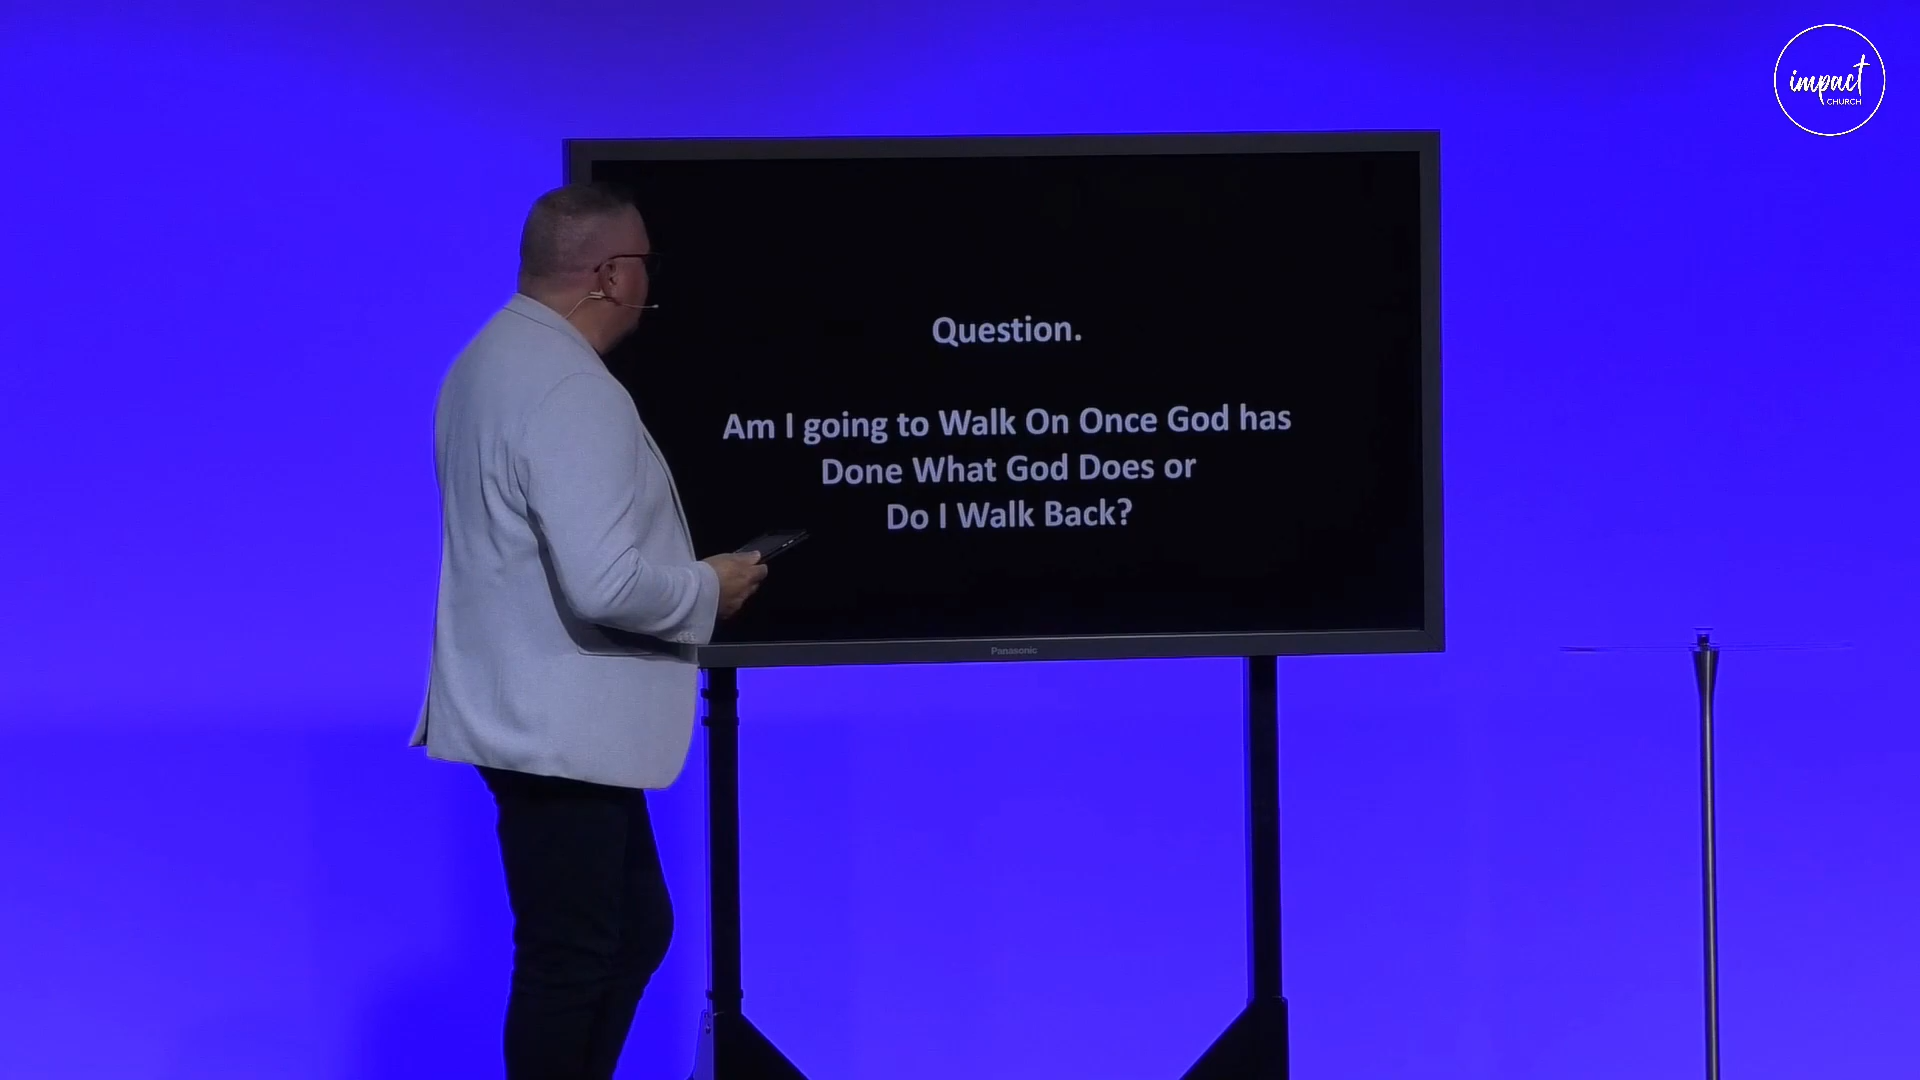 impact
CHURCH
Question.
Am I going to Walk On Once God has
Done What God Does or
Do I Walk Back?
Panasonic